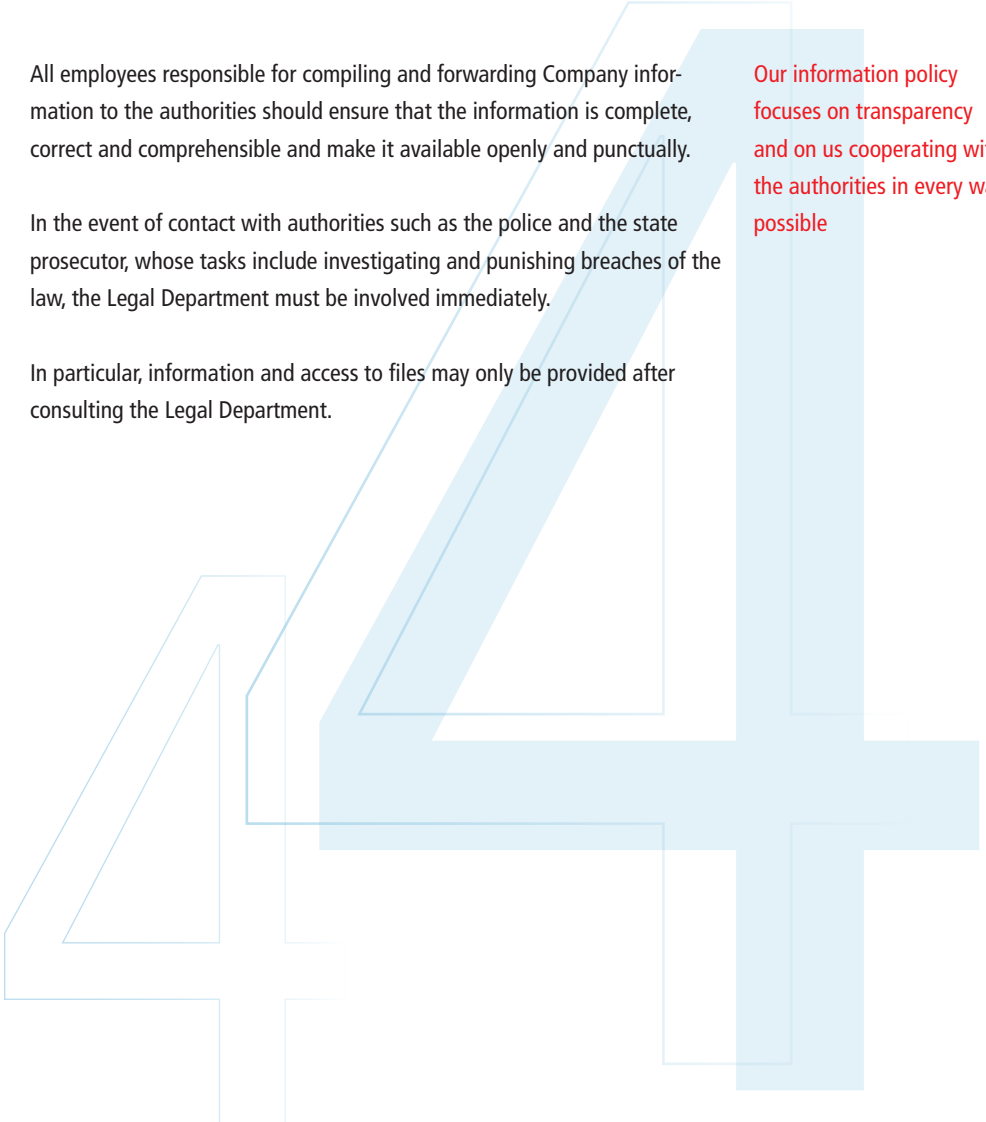 All employees responsible for compiling and forwarding Company infor-
mation to the authorities should ensure that the information is complete,
correct and comprehensible and make it available openly and punctually.
In the event of contact with authorities such as the police and the state
prosecutor, whose tasks include investigating and punishing breaches of the
law, the Legal Department must be involved immediately.
In particular, information and access to files may only be provided after
consulting the Legal Department.
Our information policy
focuses on transparency
and on us cooperating
the authorities in every
possible
4
4
4